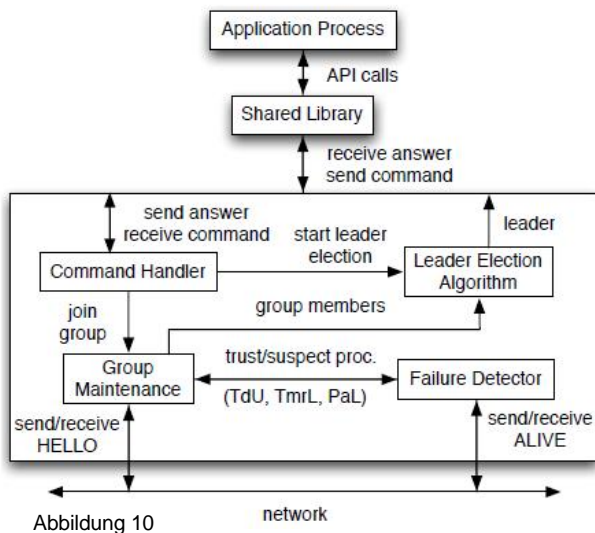 Application Process
API calls
Shared Library
receive answer
send command
send answer
receive command
start leader
election
leader
Command Handler
Leader Election
Algorithm
join
group
group members
Group
Maintenance
trust/suspect proc.
(TdU, TmrL, PaL)
Failure Detector
send/receive
HELLO
send/receive
ALIVE
network
Abbildung 10